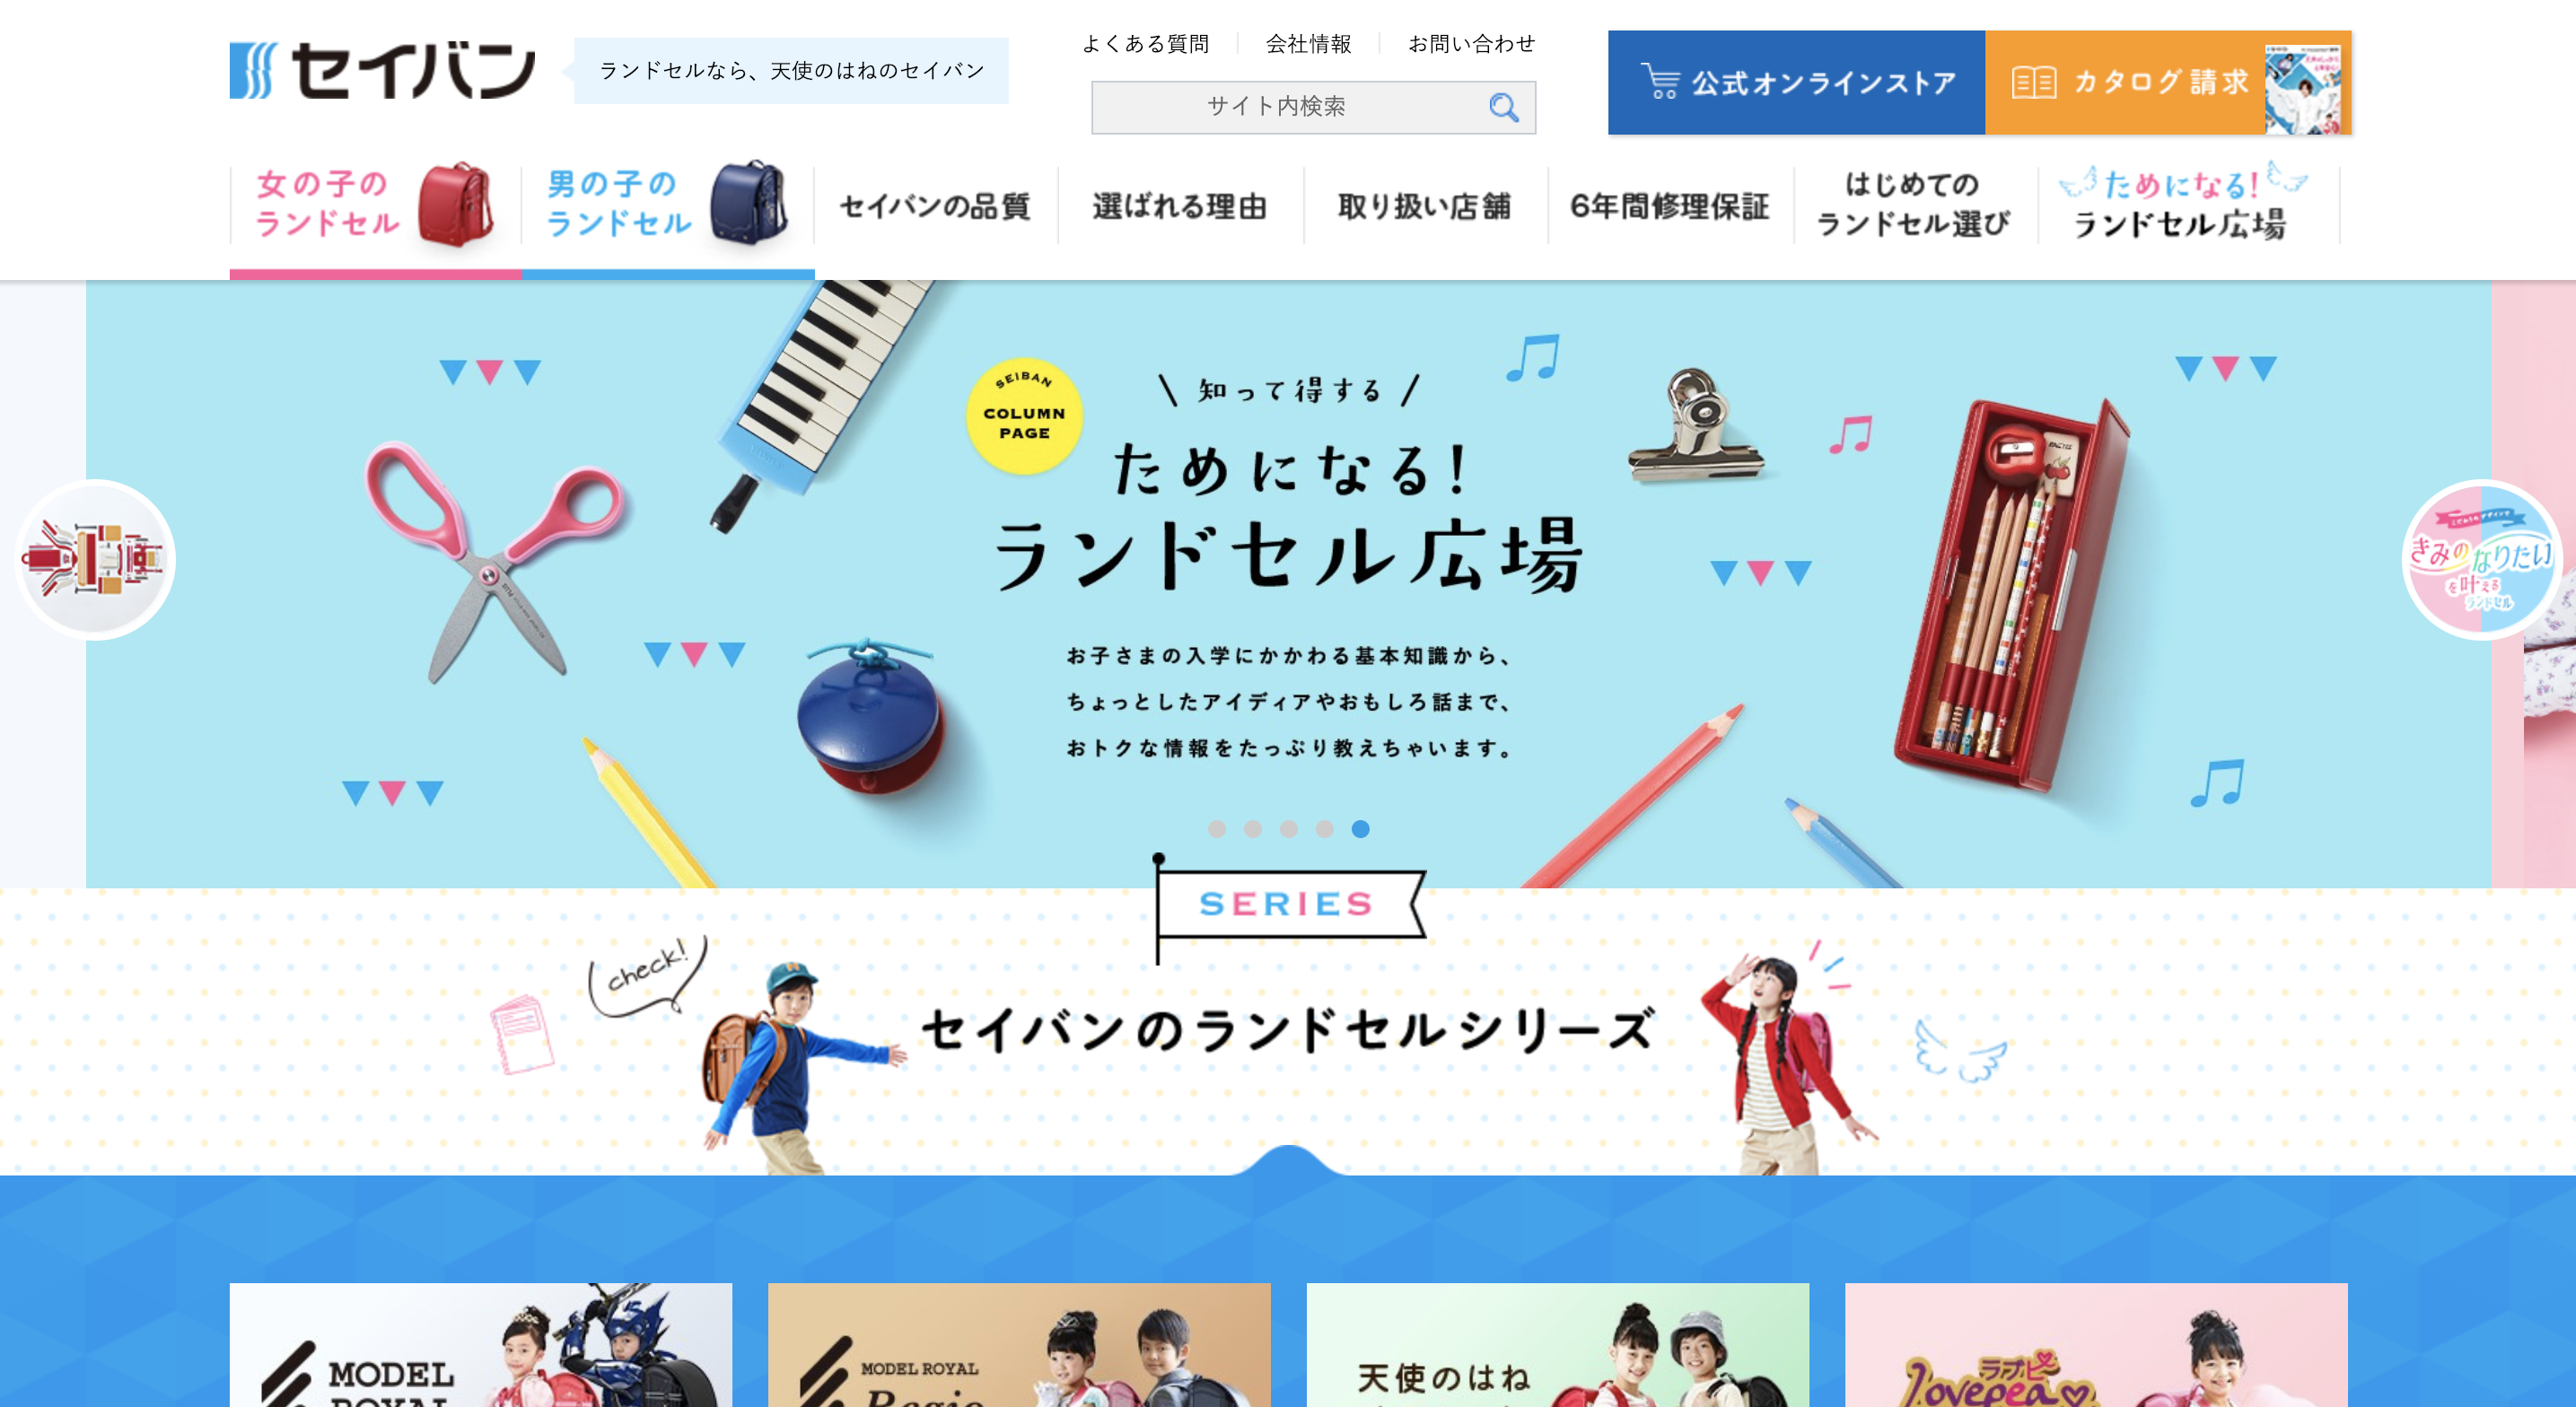 セイバン
ランドセルなら、天使のはねのセイバン
よくある質問
会社情報
お問い合わせ
サイト内検索
公式オンラインストア
カタログ請求
女の子の
ランドセル
男の子の
ランドセル
セイバンの品質
選ばれる理由
取り扱い店舗
6年間修理保証
はじめての
ランドセル選び
ためになる!
ランドセル広場
SEIBAN
COLUMN
PAGE
知って得する
ためになる!
ランドセル広場
お子さまの入学にかかわる基本知識から、
ちょっとしたアイディアやおもしろ話まで、
おトクな情報をたっぷり教えちゃいます。
こだわりのデザインで
きみのなりたい
を叶える
ランドセル
SERIES
check!
セイバンのランドセルシリーズ
MODEL
ROYAL
MODEL ROYAL
Regio
天使のはね
ラブピ
Lovepea